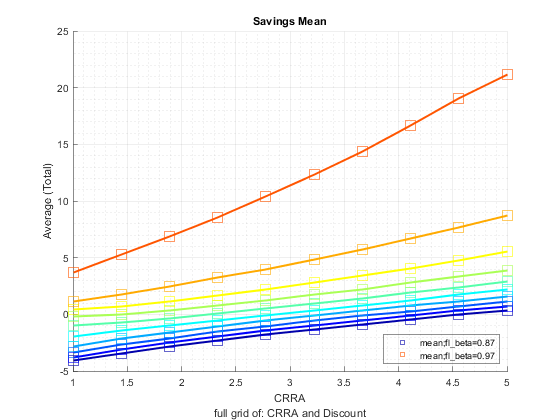 Savings Mean
25
20
15
10
5
0
-5
Average (Total)
1 1.5 2 2.5 3 3.5 4 4.5 5
CRRA
full grid of: CRRA and Discount
mean;fl_beta=0.87
mean;fl_beta=0.97